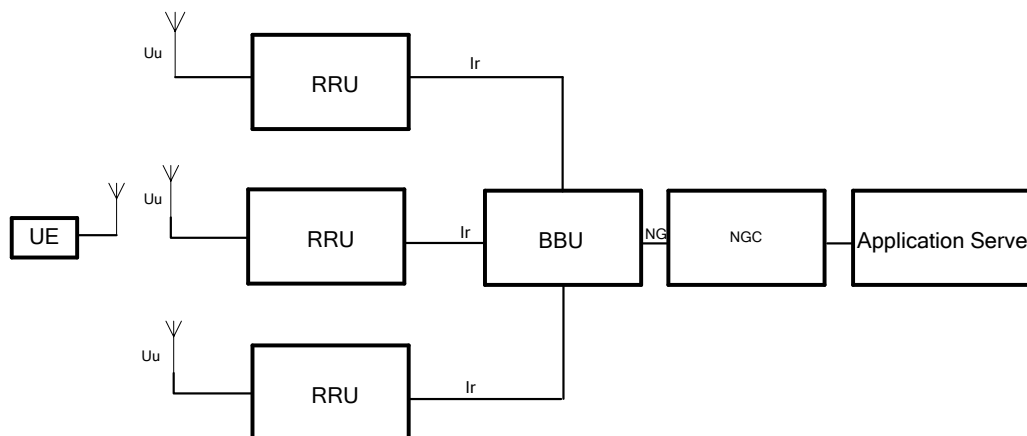 Uu
RRU
Ir
UE
Uu
RRU
Ir
BBU
NG
NGC
Application Serve
Uu
RRU
Ir